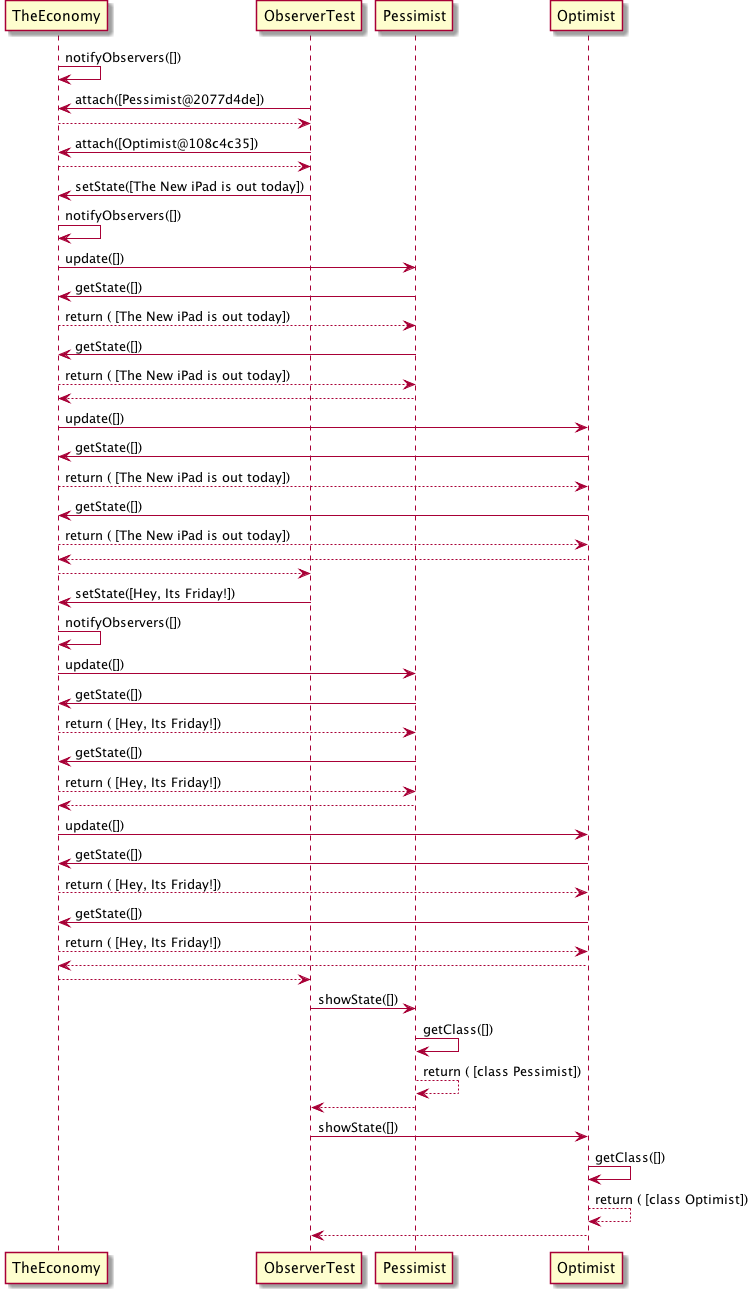 TheEconomy ObserverTest Pessimist Optimist
notifyObservers([])
attach([Pessimist@2077d4de])
attach([Optimist@108c4c35])
setState([The New iPad is out today])
notifyObservers([])
update([])
getState([])
return ( [The New iPad is out today])
getState([])
return ( [The New iPad is out today])
update([])
getState([])
return ( [The New iPad is out today])
getState([])
return ( [The New iPad is out today])
setState([Hey, Its Friday!])
notifyObservers([])
update([])
getState([])
return ( [Hey, Its Friday!])
getState([])
return ( [Hey, Its Friday!])
update([])
getState([])
return ( [Hey, Its Friday!])
getState([])
return ( [Hey, Its Friday!])
showState([])
getClass([])
return ( [class Pessimist])
showState([])
getClass([])
return ( [class Optimist])
TheEconomy ObserverTest Pessimist Optimist